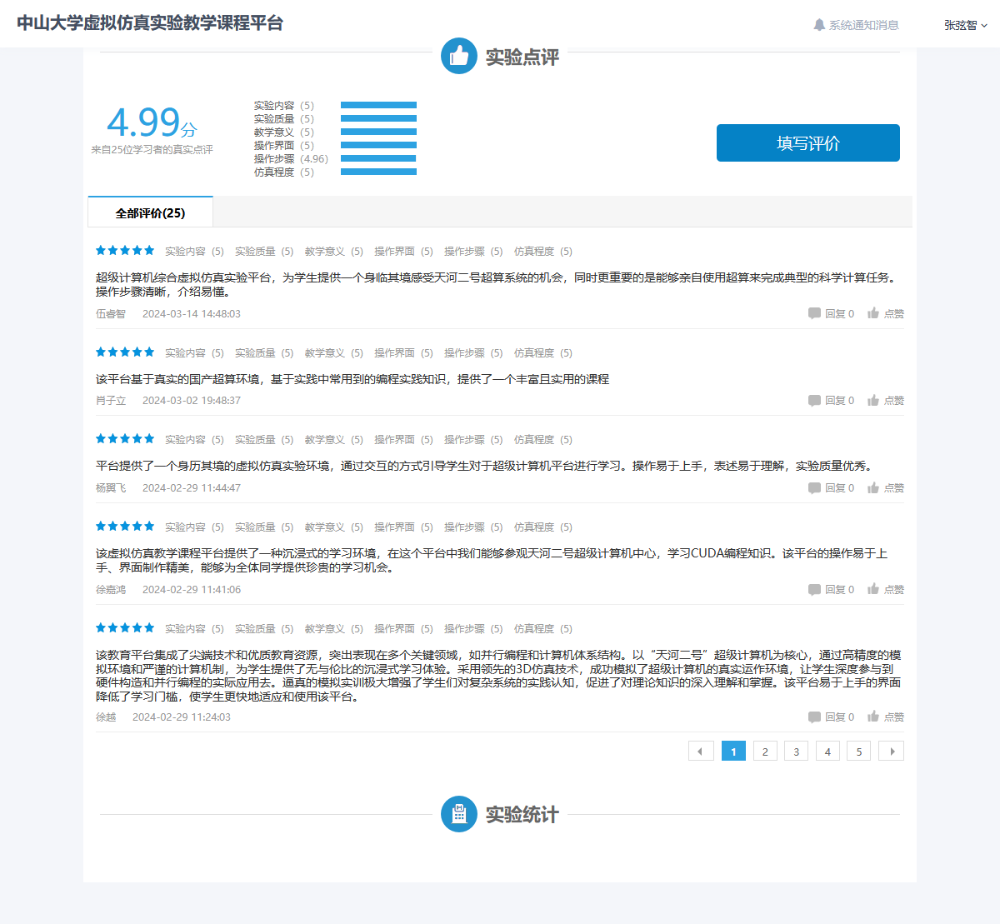 中山大学虚拟仿真实验教学课程平台
系统通知消息
张弦智
实验点评
4.99分
来自25位学习者的真实点评
实验内容 (5)
实验质量 (5)
教学意义 (5)
操作界面 (5)
操作步骤 (4.96)
仿真程度 (5)
填写评价
全部评价(25)
实验内容 (5) 实验质量 (5) 教学意义 (5) 操作界面 (5) 操作步骤 (5) 仿真程度 (5)
超级计算机综合虚拟仿真实验平台，为学生提供一个身临其境感受天河二号超算系统的机会，同时更重要的是能够亲自使用超算来完成典型的科学计算任务。
操作步骤清晰，介绍易懂。
伍睿智 2024-03-14 14:48:03 回复 0 点赞
实验内容 (5) 实验质量 (5) 教学意义 (5) 操作界面 (5) 操作步骤 (5) 仿真程度 (5)
该平台基于真实的国产超算环境，基于实践中常用到的编程实践知识，提供了一个丰富且实用的课程
肖子立 2024-03-02 19:48:37 回复 0 点赞
实验内容 (5) 实验质量 (5) 教学意义 (5) 操作界面 (5) 操作步骤 (5) 仿真程度 (5)
平台提供了一个身历其境的虚拟仿真实验环境，通过交互的方式引导学生对于超级计算机平台进行学习。操作易于上手，表述易于理解，实验质量优秀。
杨翼飞 2024-02-29 11:44:47 回复 0 点赞
实验内容 (5) 实验质量 (5) 教学意义 (5) 操作界面 (5) 操作步骤 (5) 仿真程度 (5)
该虚拟仿真教学课程平台提供了一种沉浸式的学习环境，在这个平台中我们能够参观天河二号超级计算机中心，学习CUDA编程知识。该平台的操作易于上
手、界面制作精美，能够为全体同学提供珍贵的学习机会。
徐嘉鸿 2024-02-29 11:41:06 回复 0 点赞
实验内容 (5) 实验质量 (5) 教学意义 (5) 操作界面 (5) 操作步骤 (5) 仿真程度 (5)
该教育平台集成了尖端技术和优质教育资源，突出表现在多个关键领域，如并行编程和计算机体系结构。以“天河二号”超级计算机为核心，通过高精度的模
拟环境和严谨的计算机制，为学生提供了无与伦比的沉浸式学习体验。采用领先的3D仿真技术，成功模拟了超级计算机的真实运作环境，让学生深度参与到
硬件构造和并行编程的实际应用去。逼真的模拟实训极大增强了学生们对复杂系统的实践认知，促进了对理论知识的深入理解和掌握。该平台易于上手的界面
降低了学习门槛，使学生更快地适应和使用该平台。
徐越 2024-02-29 11:24:03 回复 0 点赞
1 2 3 4 5
实验统计